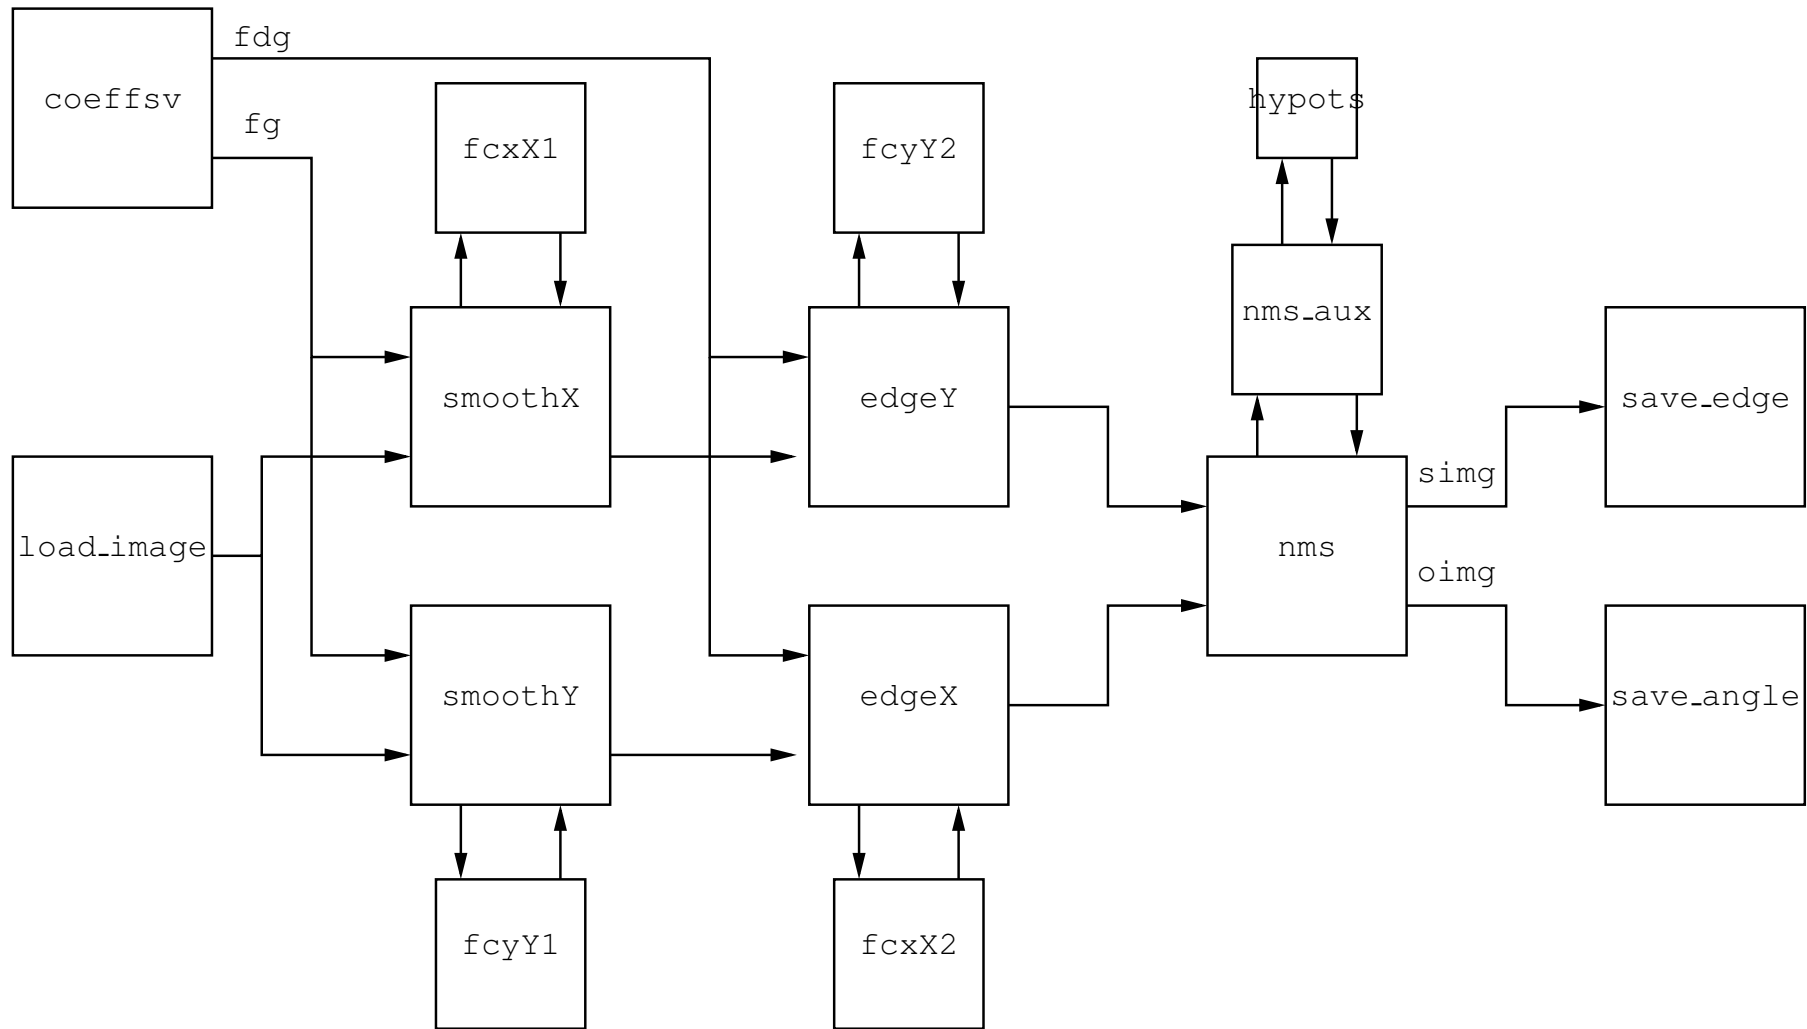 fdg
coeffsv
hypots
fg
fcxX1
fcyY2
nms_aux
smoothX
edgeY
save_edge
simg
load_image
nms
oimg
smoothY
edgeX
save_angle
fcyY1
fcxX2